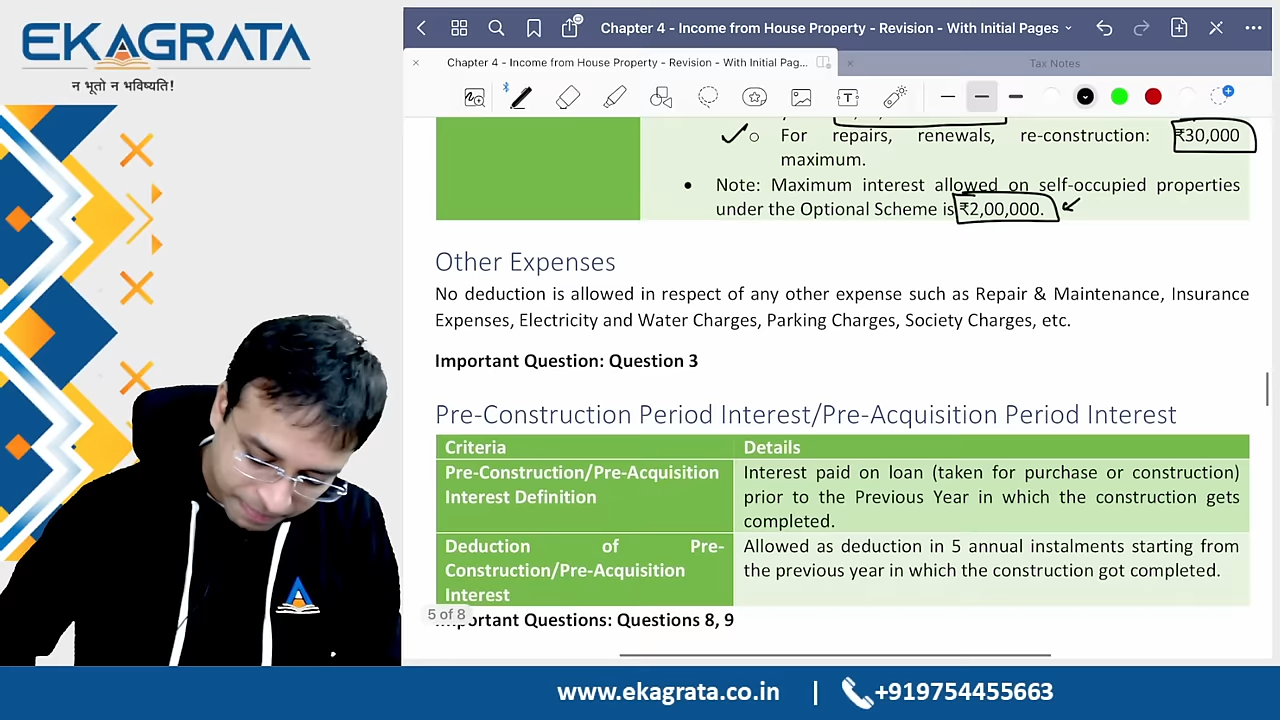 EKAGRATA
न भूतो न भविष्यति!
Chapter 4 - Income from House Property - Revision - With Initial Pages
Chapter 4 - Income from House Property - Revision - With Initial Pag...
Tax Notes
For repairs, renewals, re-construction: ₹30,000
maximum.
Note: Maximum interest allowed on self-occupied properties
under the Optional Scheme is ₹2,00,000.
Other Expenses
No deduction is allowed in respect of any other expense such as Repair & Maintenance, Insurance
Expenses, Electricity and Water Charges, Parking Charges, Society Charges, etc.
Important Question: Question 3
Pre-Construction Period Interest/Pre-Acquisition Period Interest
Criteria Details
Pre-Construction/Pre-Acquisition
Interest Definition
Interest paid on loan (taken for purchase or construction)
prior to the Previous Year in which the construction gets
completed.
Deduction of Pre-
Construction/Pre-Acquisition
Interest
Allowed as deduction in 5 annual instalments starting from
the previous year in which the construction got completed.
5 of 8
Important Questions: Questions 8, 9
www.ekagrata.co.in | +919754455663